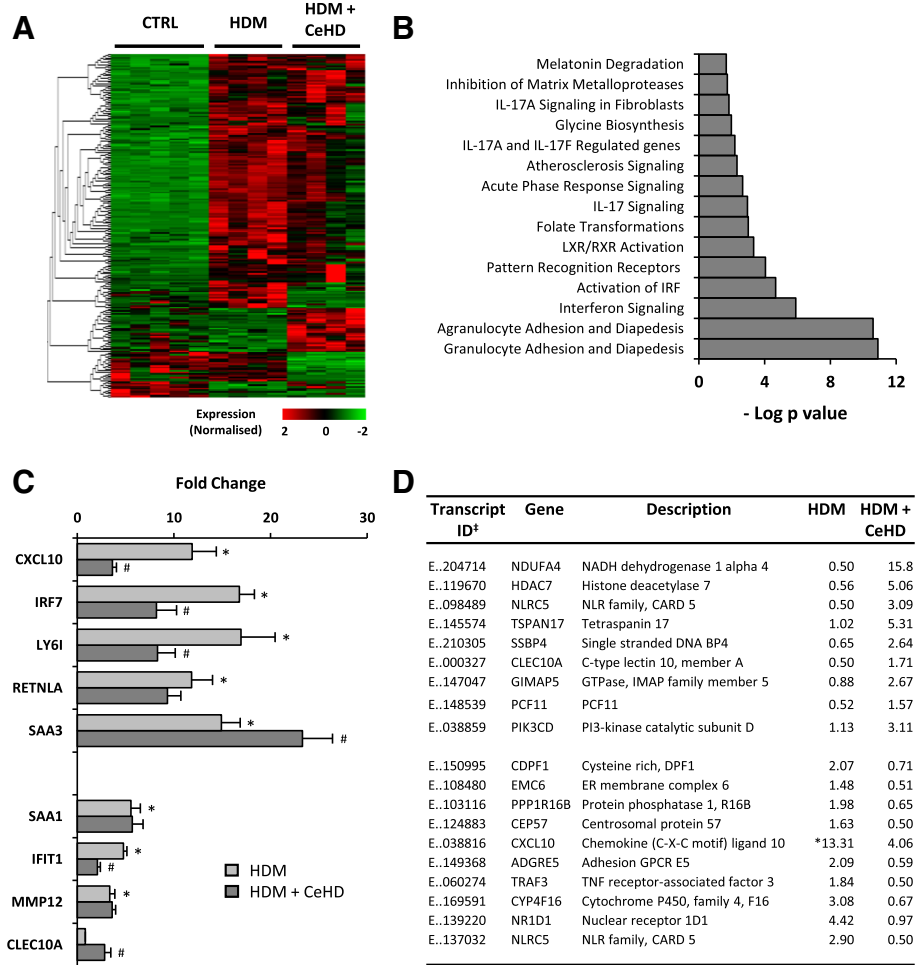 A
CTRL
HDM
HDM +
CeHD
Expression
(Normalised)
2 0 -2
B
Melatonin Degradation
Inhibition of Matrix Metalloproteases
IL-17A Signaling in Fibroblasts
Glycine Biosynthesis
IL-17A and IL-17F Regulated genes
Atherosclerosis Signaling
Acute Phase Response Signaling
IL-17 Signaling
Folate Transformations
LXR/RXR Activation
Pattern Recognition Receptors
Activation of IRF
Interferon Signaling
Agranulocyte Adhesion and Diapedesis
Granulocyte Adhesion and Diapedesis
0 4 8 12
- Log p value
C
Fold Change
0 10 20 30
CXCL10 * #
IRF7 * #
LY6I * #
RETNLA *
SAA3 * #
SAA1 *
IFIT1 * #
MMP12 *
CLEC10A #
HDM
HDM + CeHD
D
Transcript ID‡ Gene Description HDM HDM + CeHD
E..204714 NDUFA4 NADH dehydrogenase 1 alpha 4 0.50 15.8
E..119670 HDAC7 Histone deacetylase 7 0.56 5.06
E..098489 NLRC5 NLR family, CARD 5 0.50 3.09
E..145574 TSPAN17 Tetraspanin 17 1.02 5.31
E..210305 SSBP4 Single stranded DNA BP4 0.65 2.64
E..000327 CLEC10A C-type lectin 10, member A 0.50 1.71
E..147047 GIMAP5 GTPase, IMAP family member 5 0.88 2.67
E..148539 PCF11 PCF11 0.52 1.57
E..038859 PIK3CD PI3-kinase catalytic subunit D 1.13 3.11
E..150995 CDPF1 Cysteine rich, DPF1 2.07 0.71
E..108480 EMC6 ER membrane complex 6 1.48 0.51
E..103116 PPP1R16B Protein phosphatase 1, R16B 1.98 0.65
E..124883 CEP57 Centrosomal protein 57 1.63 0.50
E..038816 CXCL10 Chemokine (C-X-C motif) ligand 10 *13.31 4.06
E..149368 ADGRE5 Adhesion GPCR E5 2.09 0.59
E..060274 TRAF3 TNF receptor-associated factor 3 1.84 0.50
E..169591 CYP4F16 Cytochrome P450, family 4, F16 3.08 0.67
E..139220 NR1D1 Nuclear receptor 1D1 4.42 0.97
E..137032 NLRC5 NLR family, CARD 5 2.90 0.50